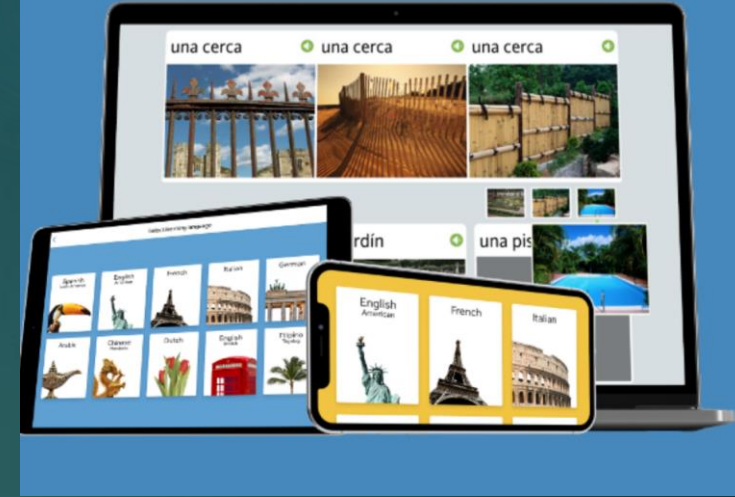 una cerca
una cerca
una cerca
rdín
una pis
Spanish
English
French
Italian
German
Arabic
Chinese
Dutch
English
Filipino
Tagalog
English
American
French
Italian